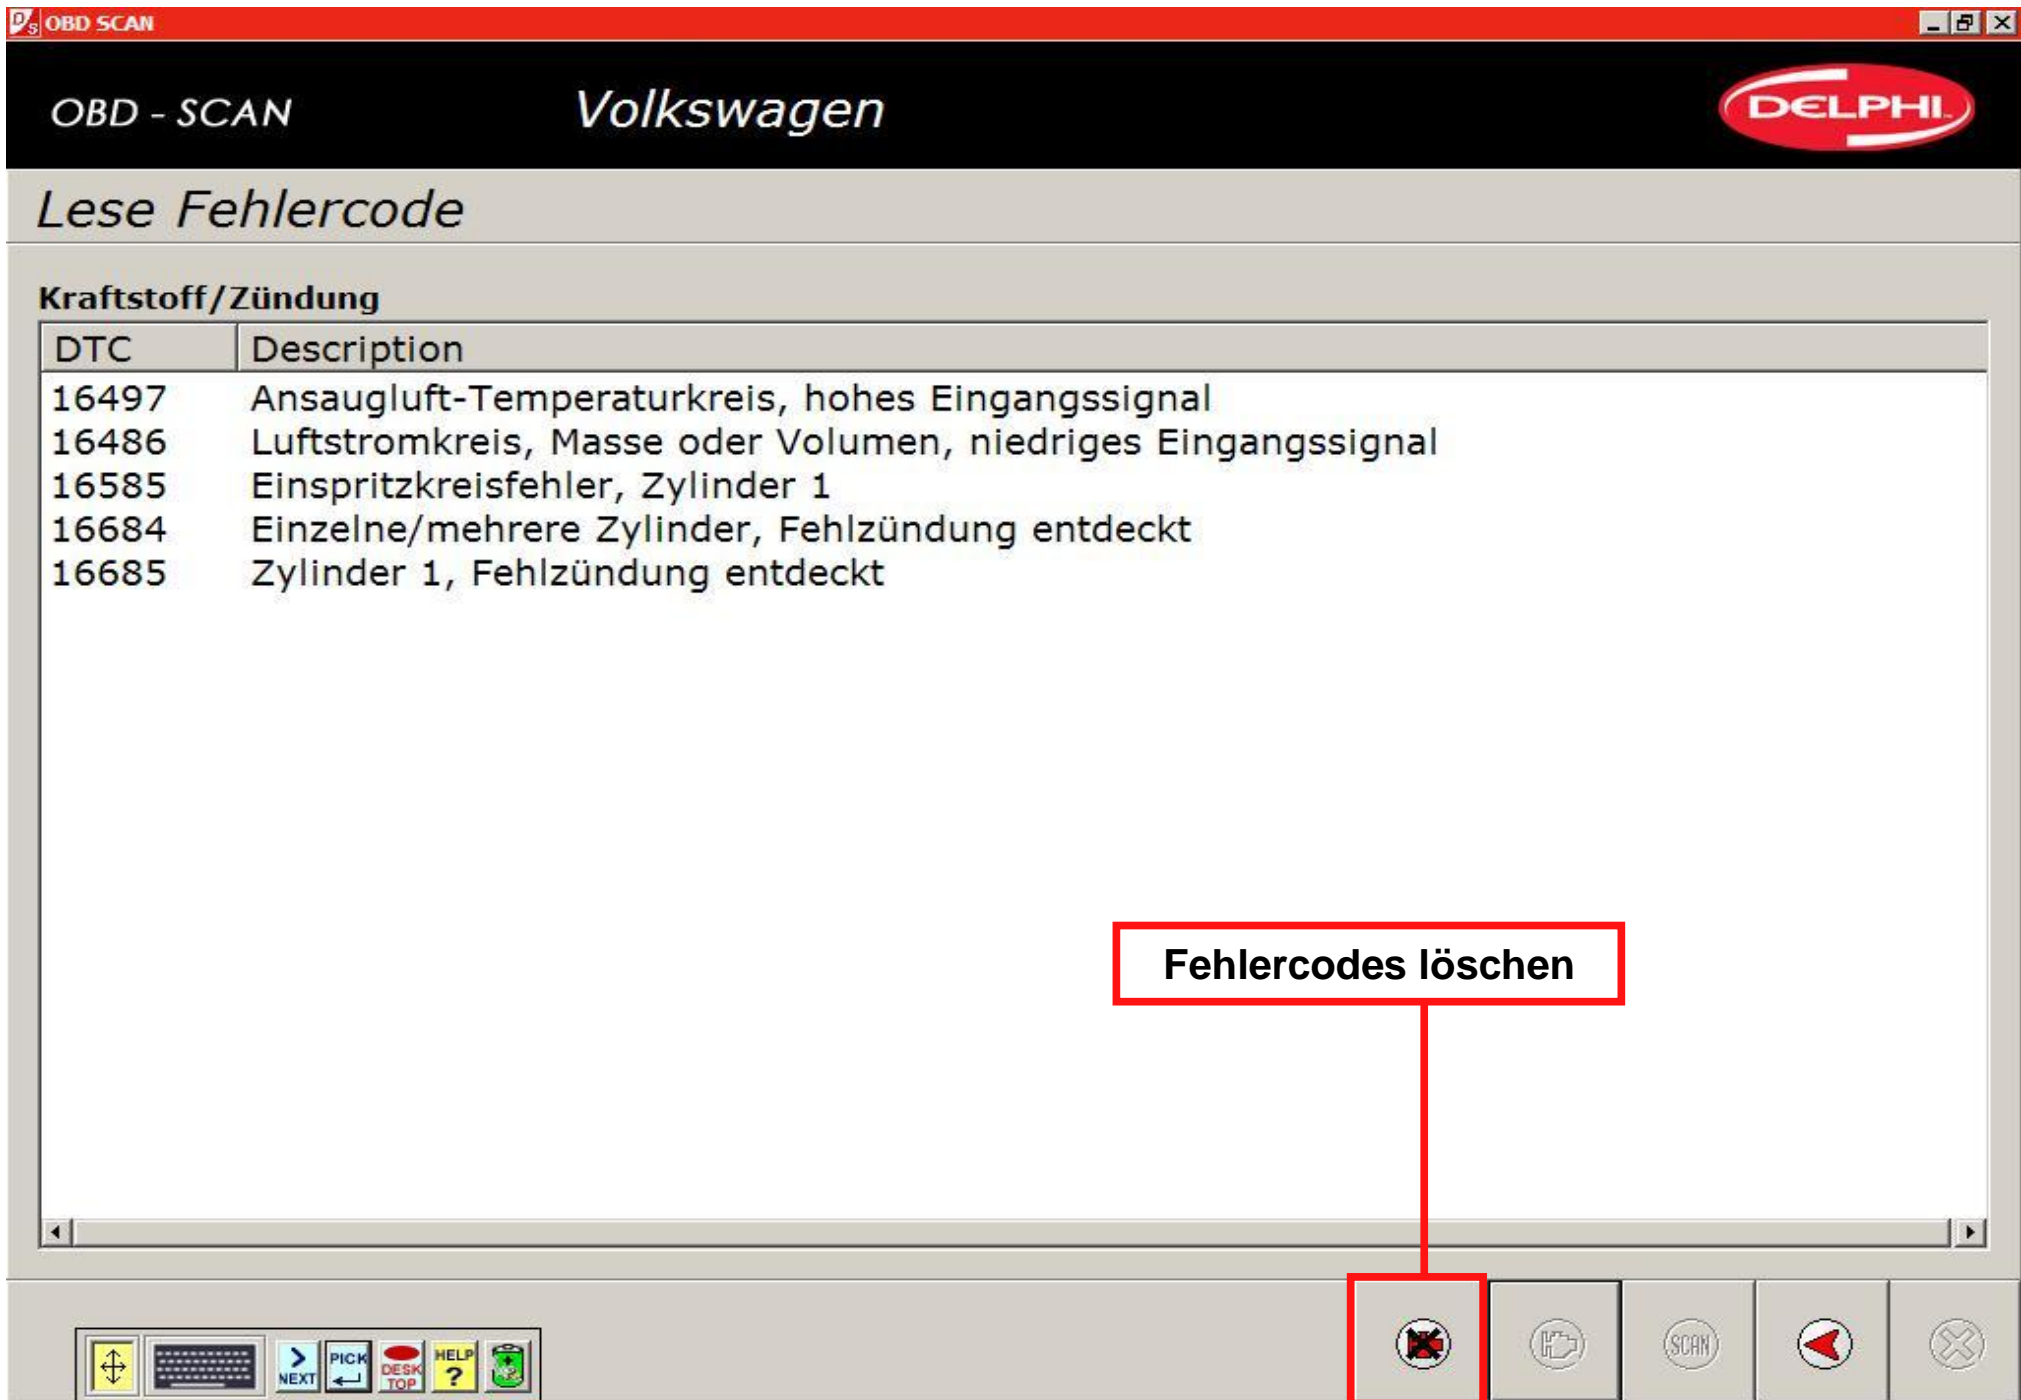 OBD SCAN
OBD - SCAN Volkswagen DELPHI
Lese Fehlercode
Kraftstoff/Zündung
DTC Description
16497 Ansaugluft-Temperaturkreis, hohes Eingangssignal
16486 Luftstromkreis, Masse oder Volumen, niedriges Eingangssignal
16585 Einspritzkreisfehler, Zylinder 1
16684 Einzelne/mehrere Zylinder, Fehlzündung entdeckt
16685 Zylinder 1, Fehlzündung entdeckt
Fehlercodes löschen
> NEXT PICK DESK TOP HELP ? SCAN